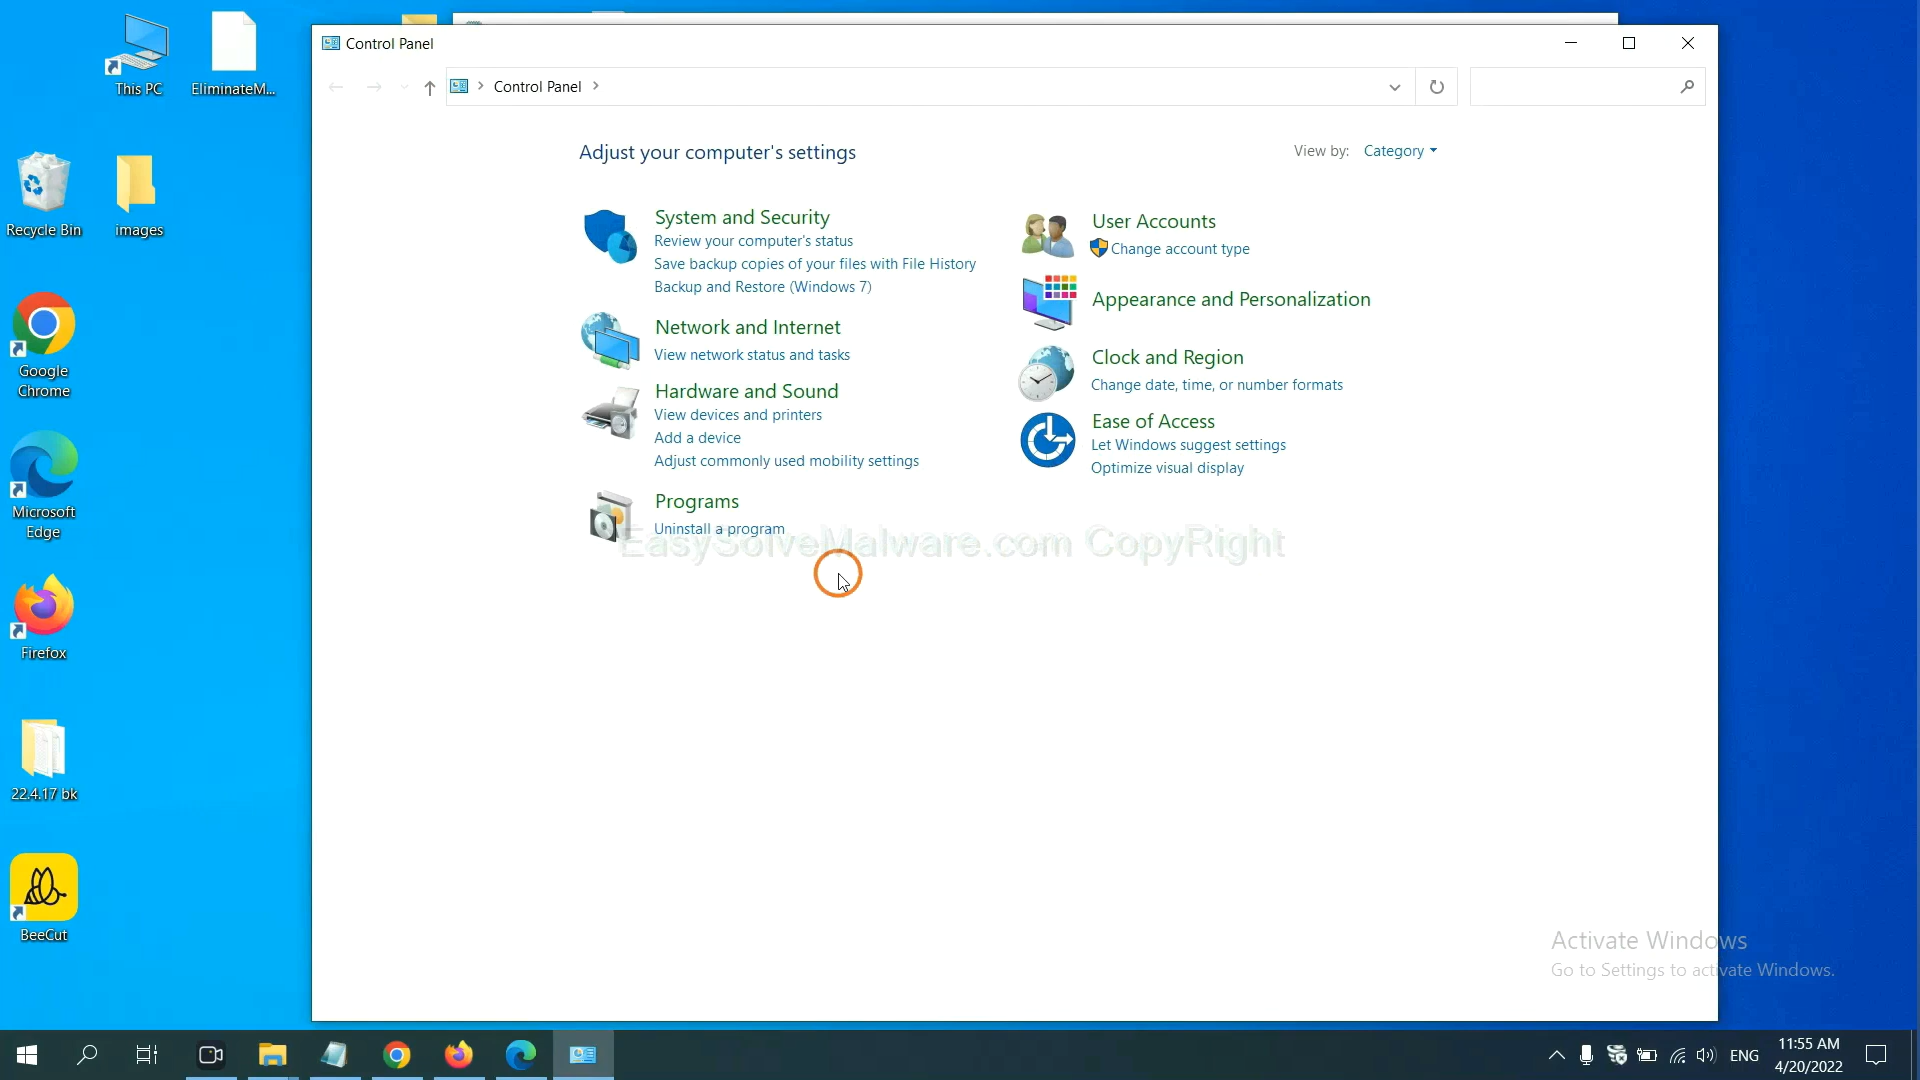 This PC
EliminateM...
Recycle Bin
images
Google
Chrome
Microsoft
Edge
Firefox
22.4.17 bk
BeeCut
Control Panel
Control Panel
Adjust your computer's settings
View by: Category
System and Security
Review your computer's status
Save backup copies of your files with File History
Backup and Restore (Windows 7)
Network and Internet
View network status and tasks
Hardware and Sound
View devices and printers
Add a device
Adjust commonly used mobility settings
Programs
Uninstall a program
User Accounts
Change account type
Appearance and Personalization
Clock and Region
Change date, time, or number formats
Ease of Access
Let Windows suggest settings
Optimize visual display
EasySolveMalware.com CopyRight
Activate Windows
Go to Settings to activate Windows.
ENG
11:55 AM
4/20/2022